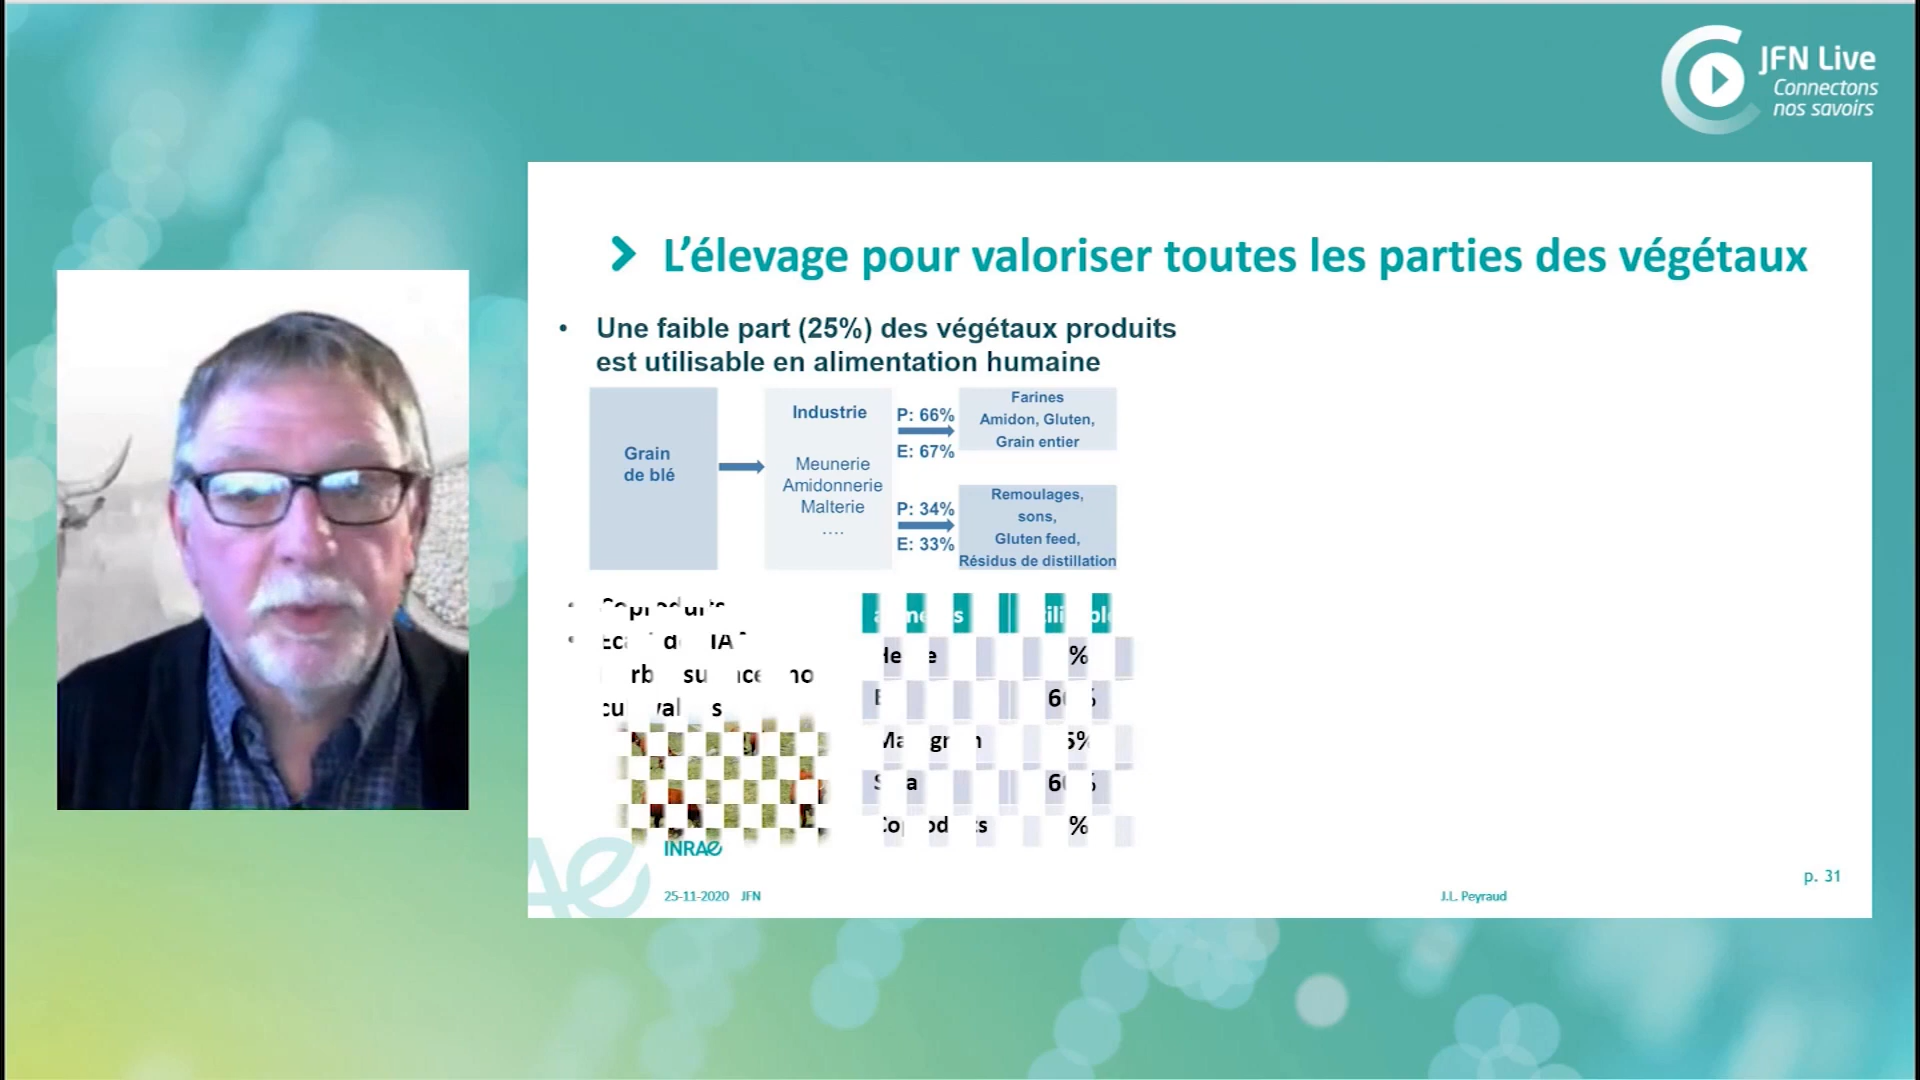 JFN Live
Connectons
nos savoirs
L'élevage pour valoriser toutes les parties des végétaux
• Une faible part (25%) des végétaux produits
est utilisable en alimentation humaine
Grain
de blé
Industrie
Meunerie
Amidonnerie
Malterie
....
P: 66%
E: 67%
Farines
Amidon, Gluten,
Grain entier
P: 34%
E: 33%
Remoulages,
sons,
Gluten feed,
Résidus de distillation
• Coproduits
INRAE
25-11-2020 JFN
J.L. Peyraud
p. 31